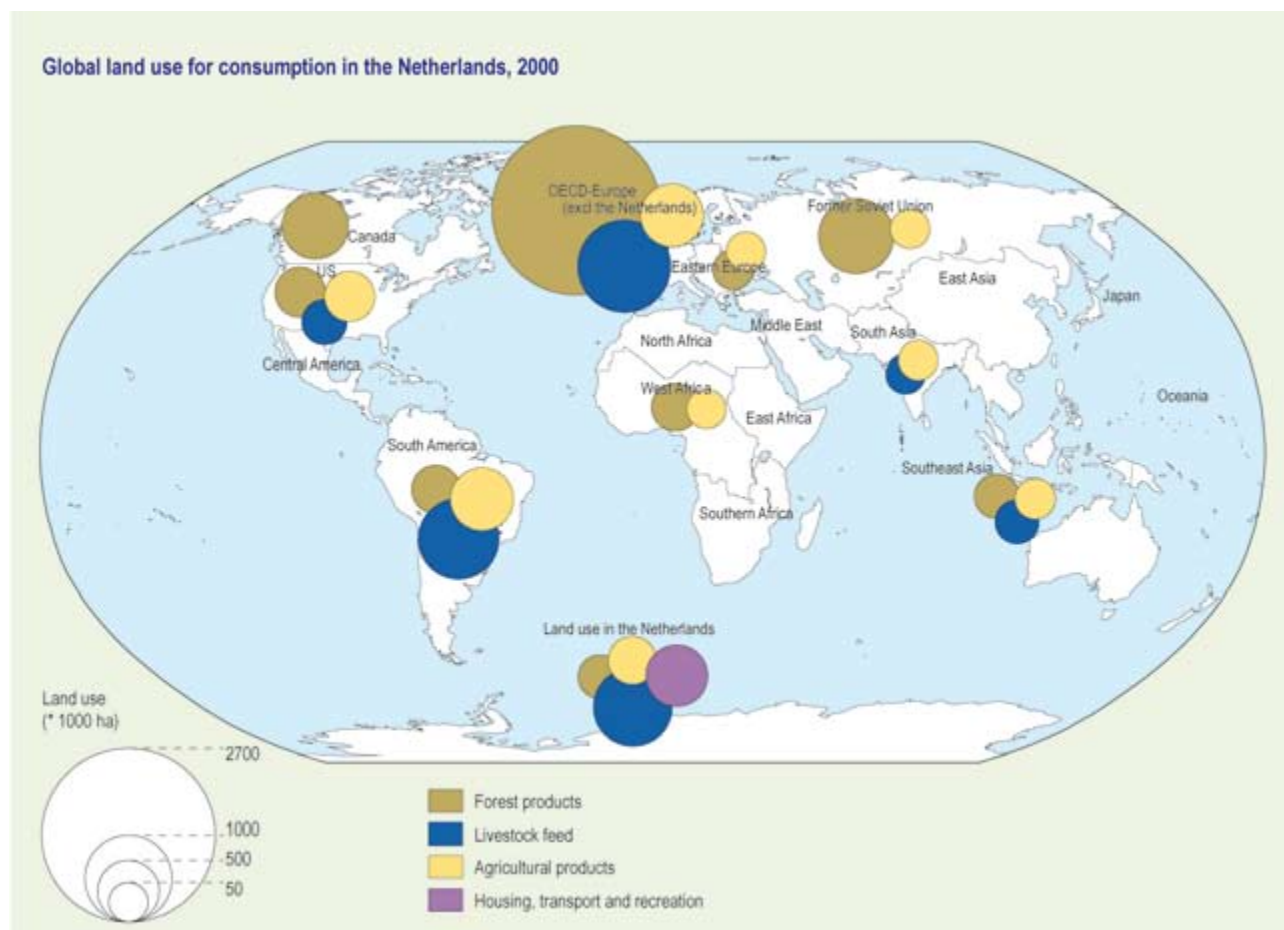 Global land use for consumption in the Netherlands, 2000
OECD-Europe
(excl the Netherlands)
Former Soviet Union
Canada
US
Eastern Europe
East Asia
Japan
Middle East
South Asia
North Africa
Central America
West Africa
Oceania
East Africa
South America
Southeast Asia
Southern Africa
Land use in the Netherlands
Land use
(* 1000 ha)
2700
1000
500
50
Forest products
Livestock feed
Agricultural products
Housing, transport and recreation